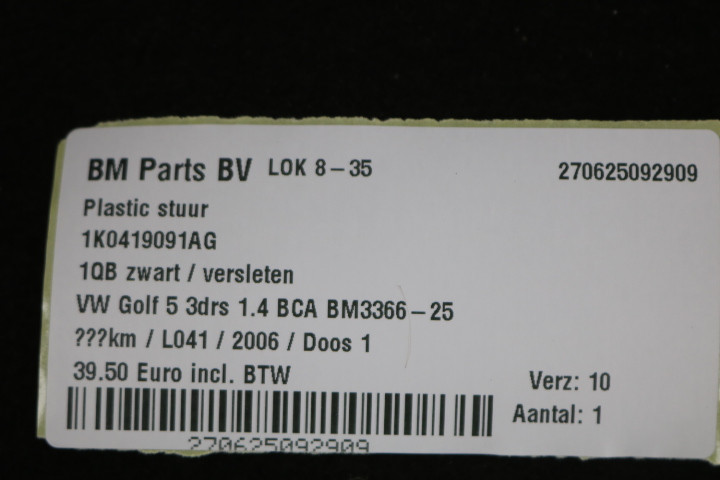 BM Parts BV LOK 8-35 270625092909
Plastic stuur
1K0419091AG
1QB zwart / versleten
VW Golf 5 3drs 1.4 BCA BM3366-25
???km / L041 / 2006 / Doos 1
39.50 Euro incl. BTW Verz: 10
Aantal: 1
270625092909